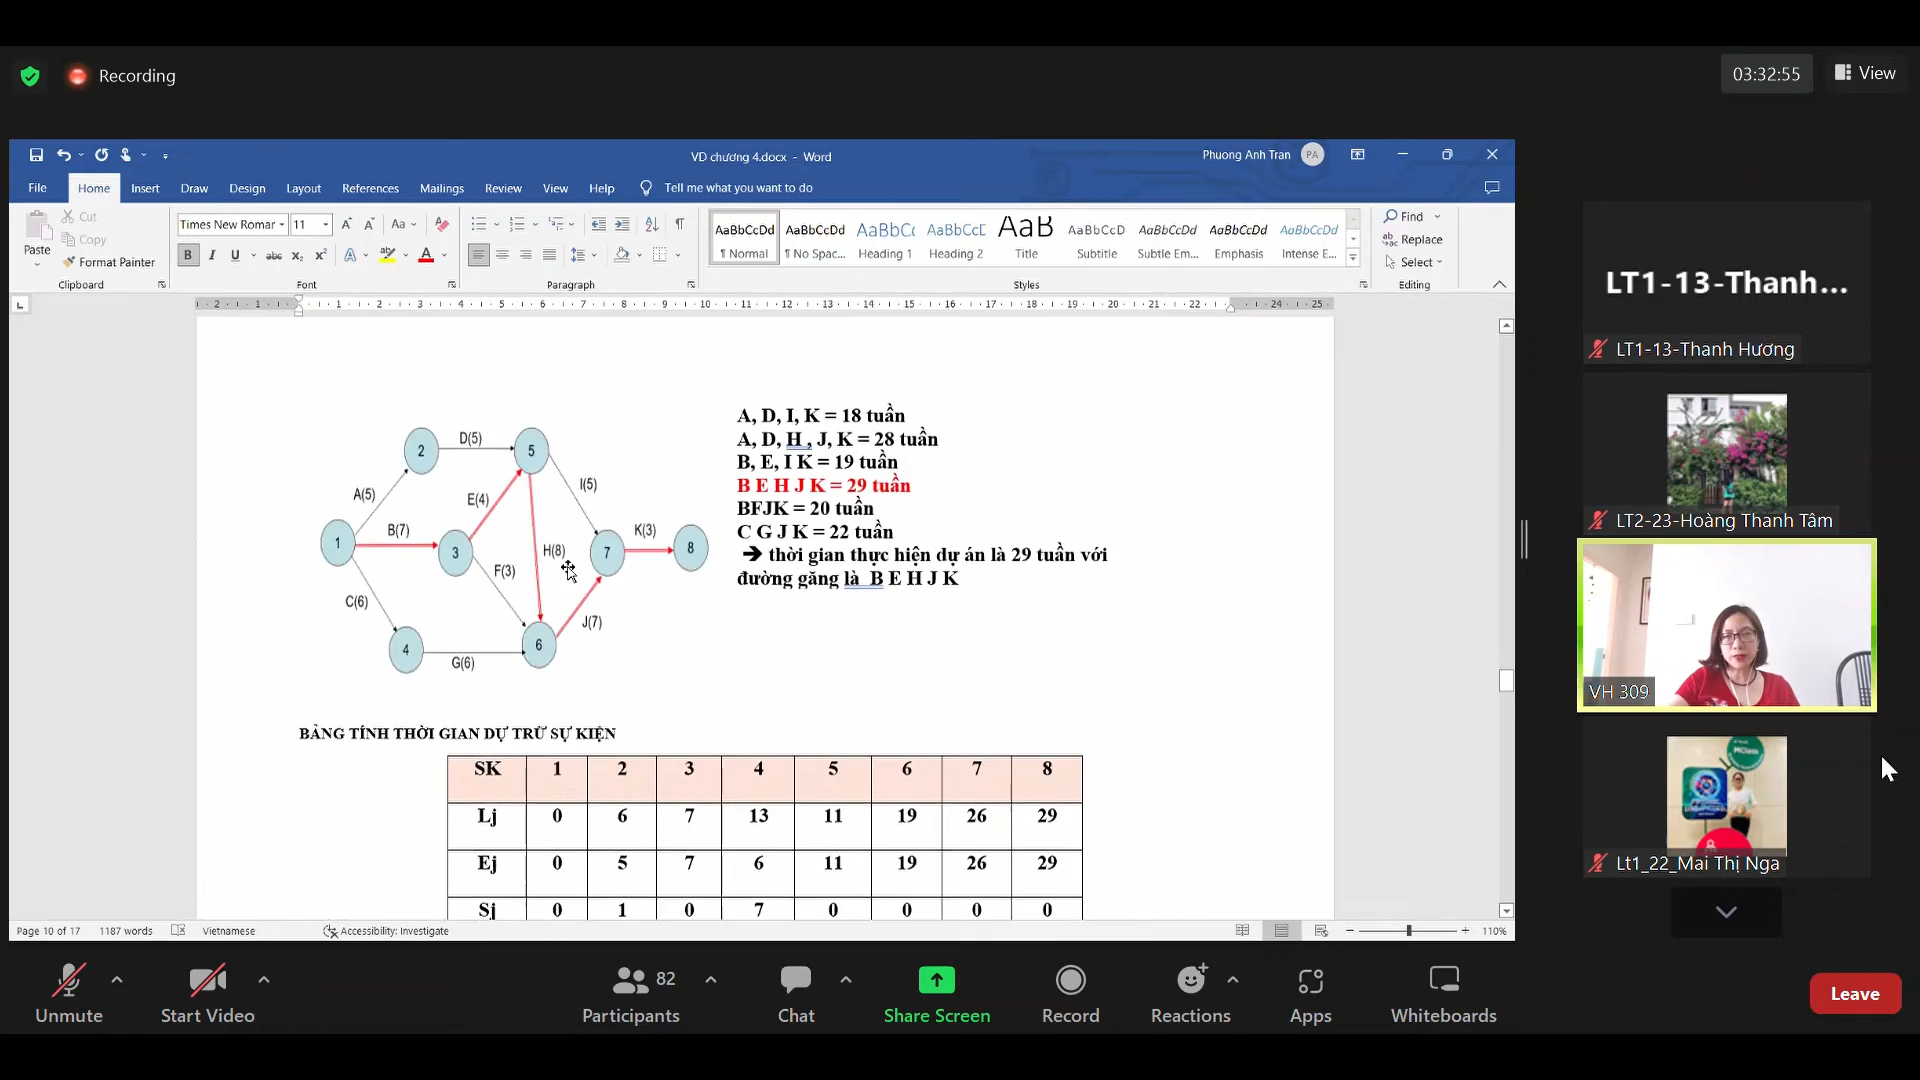 Recording
03:32:55
View
VD chương 4.docx - Word
Phuong Anh Tran
PA
File
Home
Insert
Draw
Design
Layout
References
Mailings
Review
View
Help
Tell me what you want to do
Paste
Cut
Copy
Format Painter
Clipboard
Times New Romar
11
Font
Paragraph
AaBbCcDd
¶ Normal
AaBbCcDd
¶ No Spac...
AaBbCc
Heading 1
AaBbCcE
Heading 2
AaB
Title
AaBbCcD
Subtitle
AaBbCcDd
Subtle Em...
AaBbCcDd
Emphasis
AaBbCcDd
Intense E...
Styles
Find
Replace
Select
Editing
1
2
3
4
5
6
7
8
A(5)
B(7)
C(6)
D(5)
E(4)
F(3)
G(6)
H(8)
I(5)
J(7)
K(3)
A, D, I, K = 18 tuần
A, D, H , J, K = 28 tuần
B, E, I K = 19 tuần
B E H J K = 29 tuần
BFJK = 20 tuần
C G J K = 22 tuần
➔ thời gian thực hiện dự án là 29 tuần với
đường găng là B E H J K
BẢNG TÍNH THỜI GIAN DỰ TRỮ SỰ KIỆN
SK 1 2 3 4 5 6 7 8
Lj 0 6 7 13 11 19 26 29
Ej 0 5 7 6 11 19 26 29
Sj 0 1 0 7 0 0 0 0
Page 10 of 17
1187 words
Vietnamese
Accessibility: Investigate
110%
LT1-13-Thanh...
LT1-13-Thanh Hương
LT2-23-Hoàng Thanh Tâm
VH 309
Lt1_22_Mai Thị Nga
Unmute
Start Video
82
Participants
Chat
Share Screen
Record
Reactions
Apps
Whiteboards
Leave